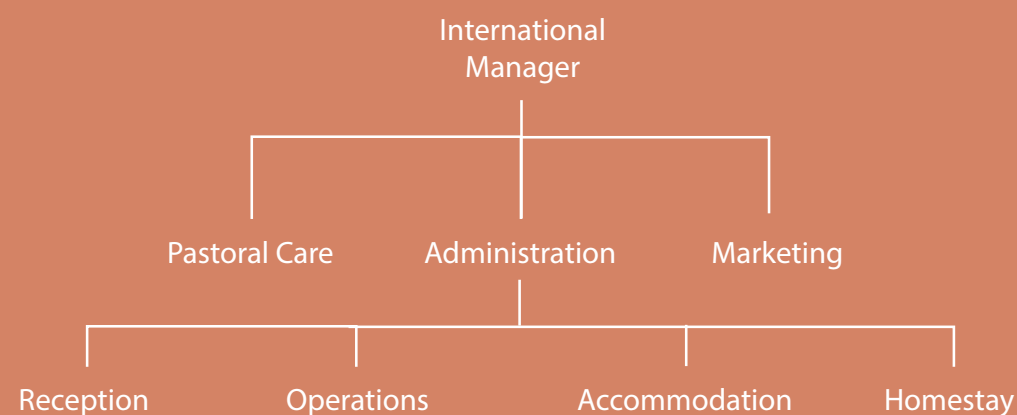 International
Manager
Pastoral Care
Administration
Marketing
Reception
Operations
Accommodation
Homestay